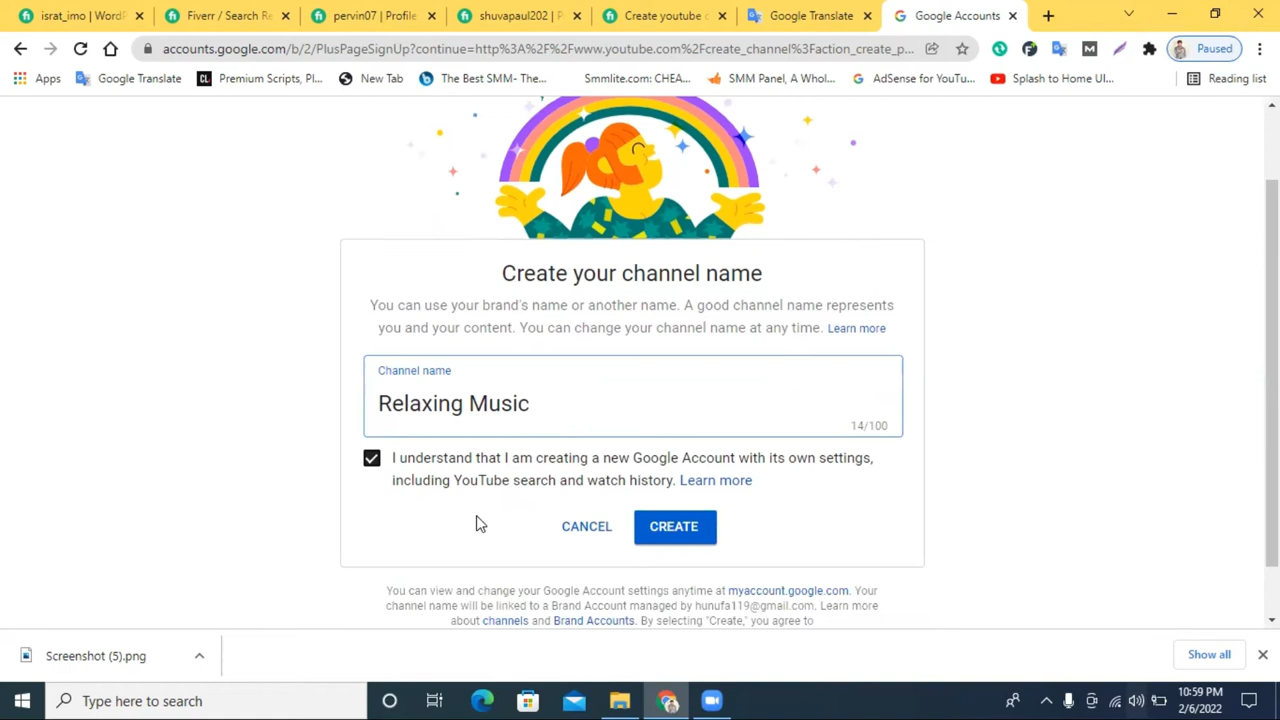 israt_imo | WordP
Fiverr / Search Re
pervin07 | Profile
shuvapaul202 | P
Create youtube c
Google Translate
Google Accounts
accounts.google.com/b/2/PlusPageSignUp?continue=http%3A%2F%2Fwww.youtube.com%2Fcreate_channel%3Faction_create_p...
Paused
Apps
Google Translate
CL
Premium Scripts, Pl...
New Tab
The Best SMM- The...
Smmlite.com: CHEA...
SMM Panel, A Whol...
AdSense for YouTu...
Splash to Home UI...
Reading list
Create your channel name
You can use your brand's name or another name. A good channel name represents
you and your content. You can change your channel name at any time. Learn more
Channel name
Relaxing Music
14/100
I understand that I am creating a new Google Account with its own settings,
including YouTube search and watch history. Learn more
CANCEL
CREATE
You can view and change your Google Account settings anytime at myaccount.google.com. Your
channel name will be linked to a Brand Account managed by hunufa119@gmail.com. Learn more
about channels and Brand Accounts. By selecting "Create," you agree to
Screenshot (5).png
Show all
Type here to search
10:59 PM
2/6/2022